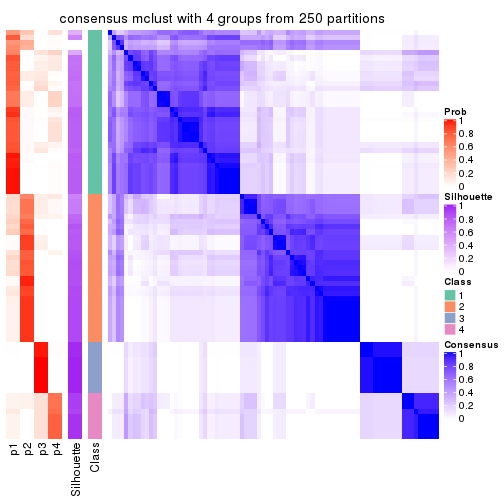 consensus mclust with 4 groups from 250 partitions
Prob
1
0.8
0.6
0.4
0.2
0
Silhouette
1
0.8
0.6
0.4
0.2
0
Class
1
2
3
4
Consensus
1
0.8
0.6
0.4
0.2
0
p1
p2
p3
p4
Silhouette
Class